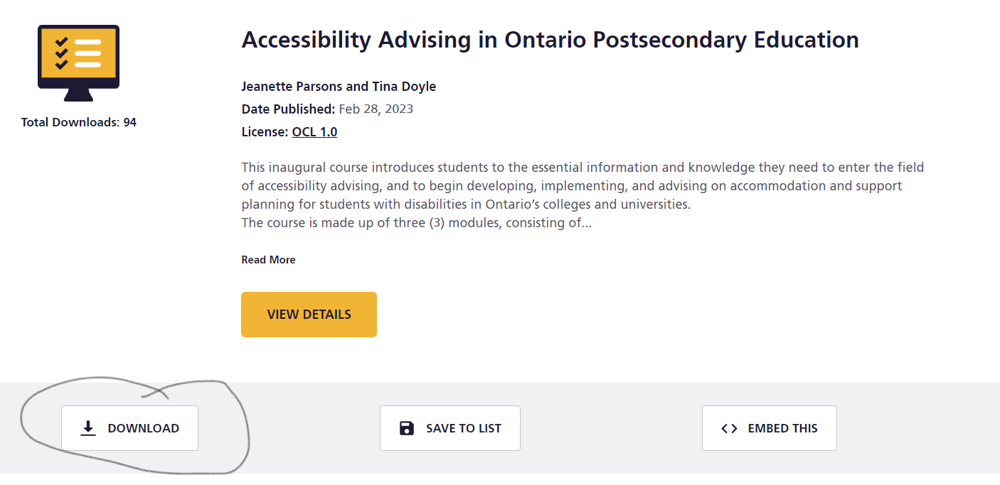 Accessibility Advising in Ontario Postsecondary Education
Jeanette Parsons and Tina Doyle
Date Published: Feb 28, 2023
License: OCL 1.0
Total Downloads: 94
This inaugural course introduces students to the essential information and knowledge they need to enter the field
of accessibility advising, and to begin developing, implementing, and advising on accommodation and support
planning for students with disabilities in Ontario’s colleges and universities.
The course is made up of three (3) modules, consisting of...
Read More
VIEW DETAILS
DOWNLOAD
SAVE TO LIST
EMBED THIS